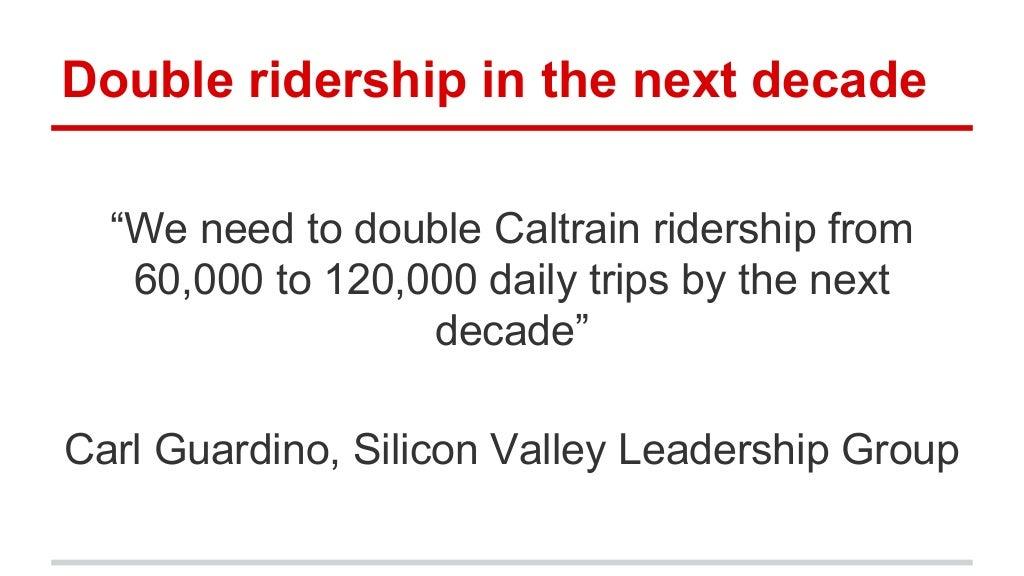 Double ridership in the next decade
“We need to double Caltrain ridership from
60,000 to 120,000 daily trips by the next
decade”
Carl Guardino, Silicon Valley Leadership Group